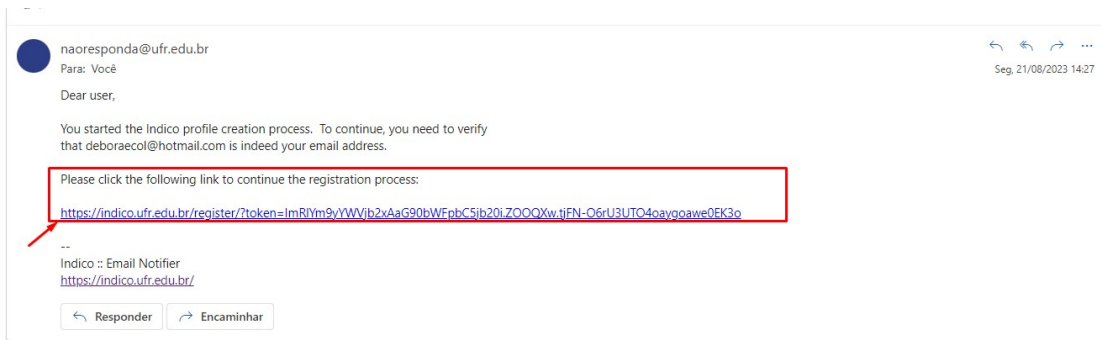 naoresponda@ufr.edu.br
Para: Você
Seg, 21/08/2023 14:27
Dear user,
You started the Indico profile creation process. To continue, you need to verify
that deboraecol@hotmail.com is indeed your email address.
Please click the following link to continue the registration process:
https://indico.ufr.edu.br/register/?token=ImRlYm9yYWVjb2xAaG90bWFpbC5jb20i.ZOOQXw.tjFN-O6rU3UTO4oaygoawe0EK3o
--
Indico :: Email Notifier
https://indico.ufr.edu.br/
Responder
Encaminhar